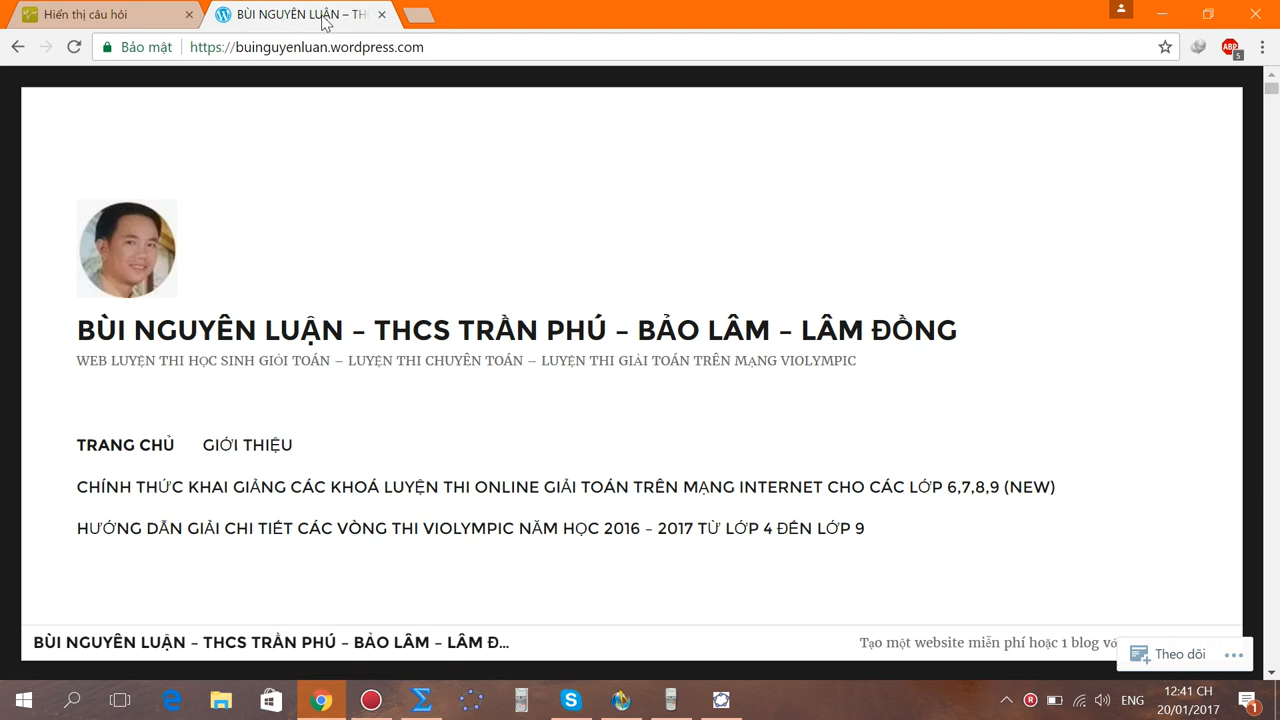 Hiển thị câu hỏi
BÙI NGUYÊN LUẬN – TH
Bảo mật
https://buinguyenluan.wordpress.com
ABP
5
BÙI NGUYÊN LUẬN – THCS TRẦN PHÚ – BẢO LÂM – LÂM ĐỒNG
WEB LUYỆN THI HỌC SINH GIỎI TOÁN – LUYỆN THI CHUYÊN TOÁN – LUYỆN THI GIẢI TOÁN TRÊN MẠNG VIOLYMPIC
TRANG CHỦ GIỚI THIỆU
CHÍNH THỨC KHAI GIẢNG CÁC KHOÁ LUYỆN THI ONLINE GIẢI TOÁN TRÊN MẠNG INTERNET CHO CÁC LỚP 6,7,8,9 (NEW)
HƯỚNG DẪN GIẢI CHI TIẾT CÁC VÒNG THI VIOLYMPIC NĂM HỌC 2016 – 2017 TỪ LỚP 4 ĐẾN LỚP 9
BÙI NGUYÊN LUẬN – THCS TRẦN PHÚ – BẢO LÂM – LÂM Đ...
Tạo một website miễn phí hoặc 1 blog vớ
Theo dõi
ENG
12:41 CH
20/01/2017
1